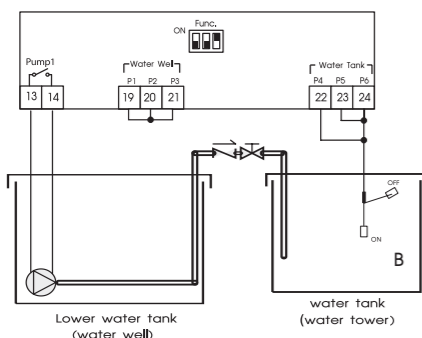 Func.
ON
Pump1
Water Well
Water Tank
P1 P2 P3
P4 P5 P6
13 14
19 20 21
22 23 24
OFF
ON
B
Lower water tank
(water well)
water tank
(water tower)